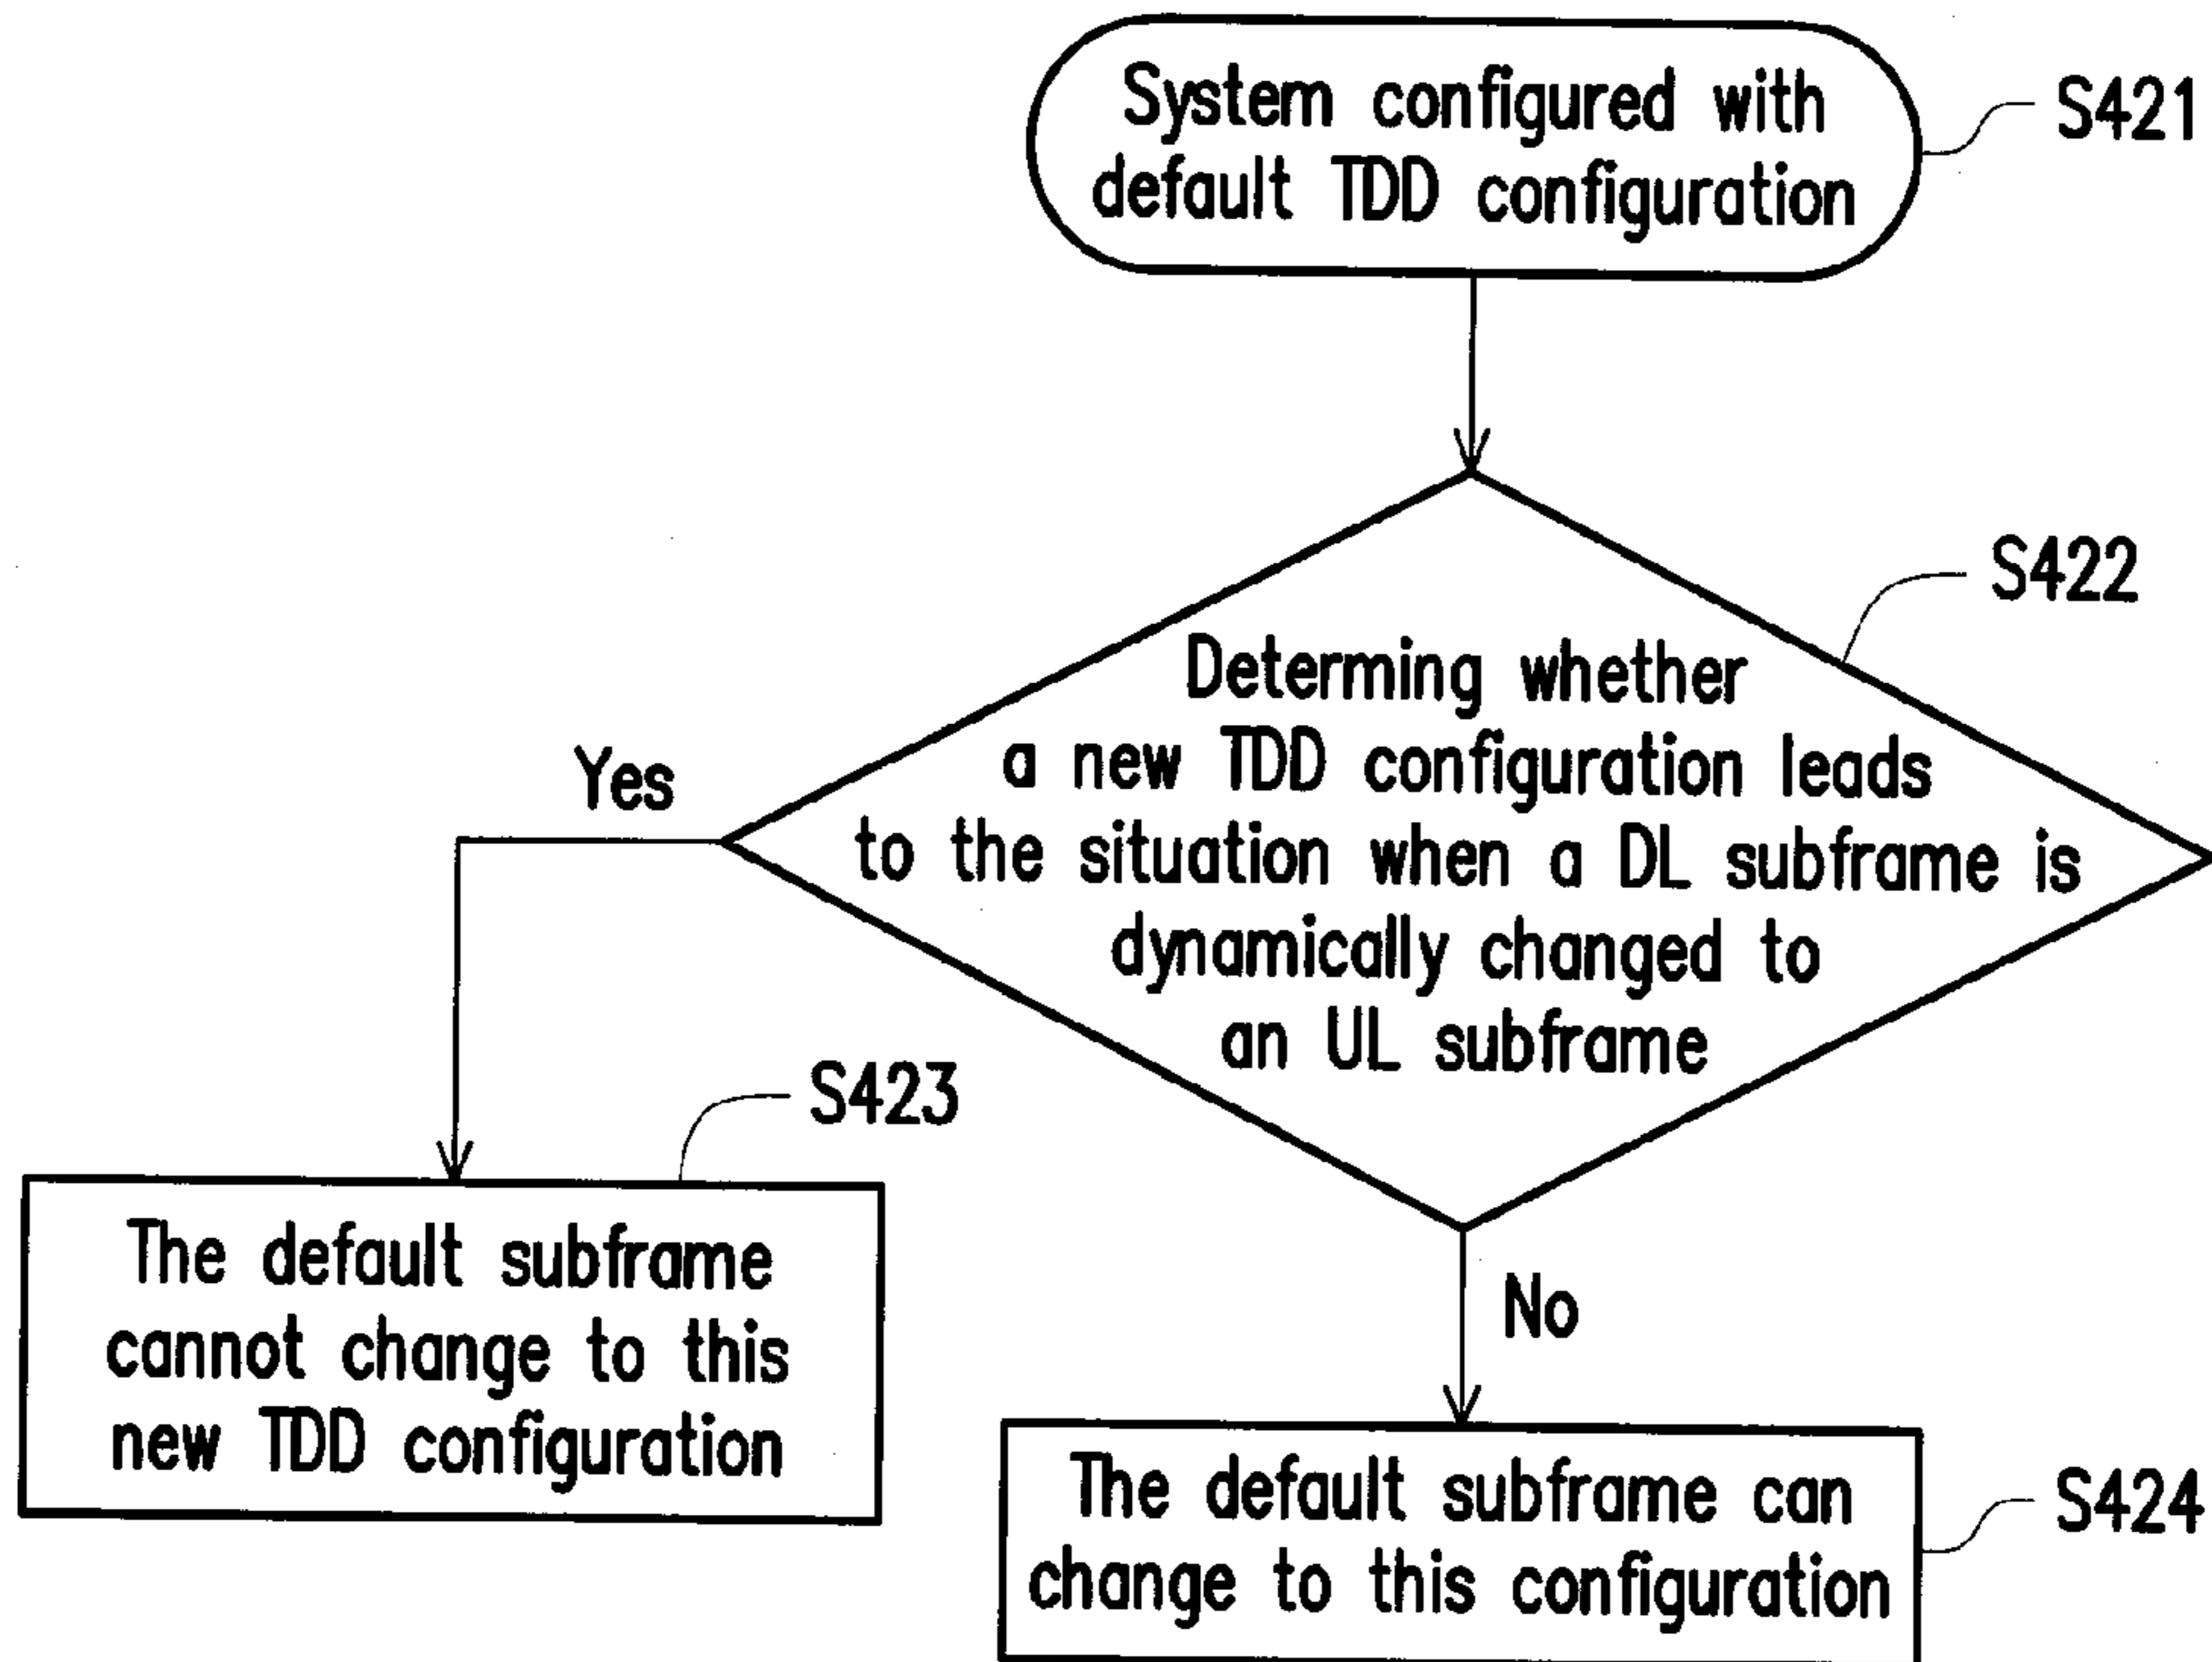 System configured with
default TDD configuration
S421
S422
Determing whether
a new TDD configuration leads
to the situation when a DL subframe is
dynamically changed to
an UL subframe
Yes
S423
The default subframe
cannot change to this
new TDD configuration
No
The default subframe can
change to this configuration
S424